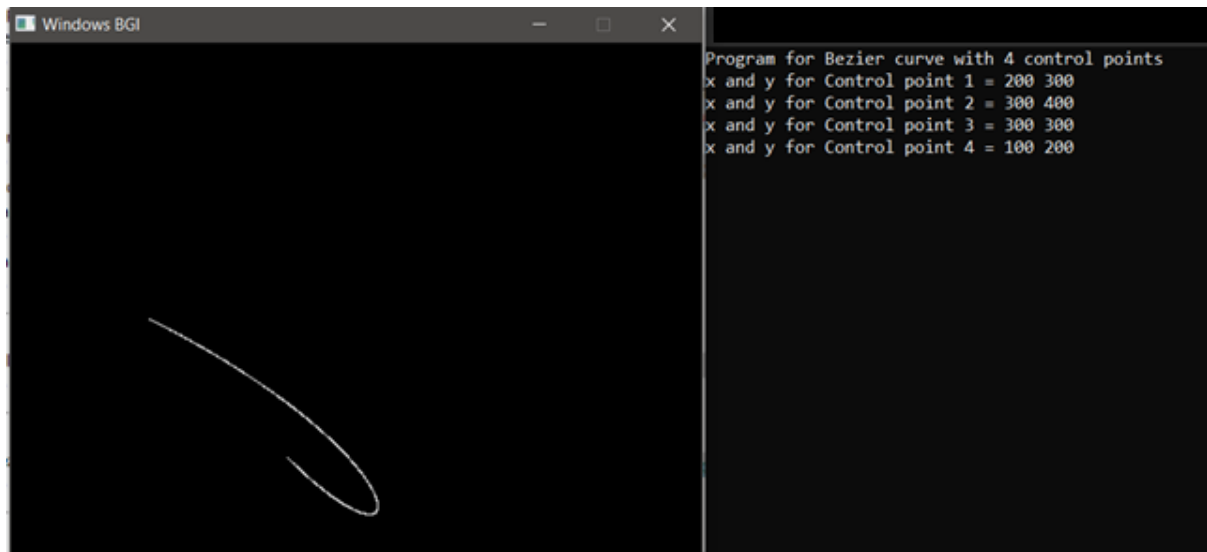 Windows BGI
Program for Bezier curve with 4 control points
x and y for Control point 1 = 200 300
x and y for Control point 2 = 300 400
x and y for Control point 3 = 300 300
x and y for Control point 4 = 100 200